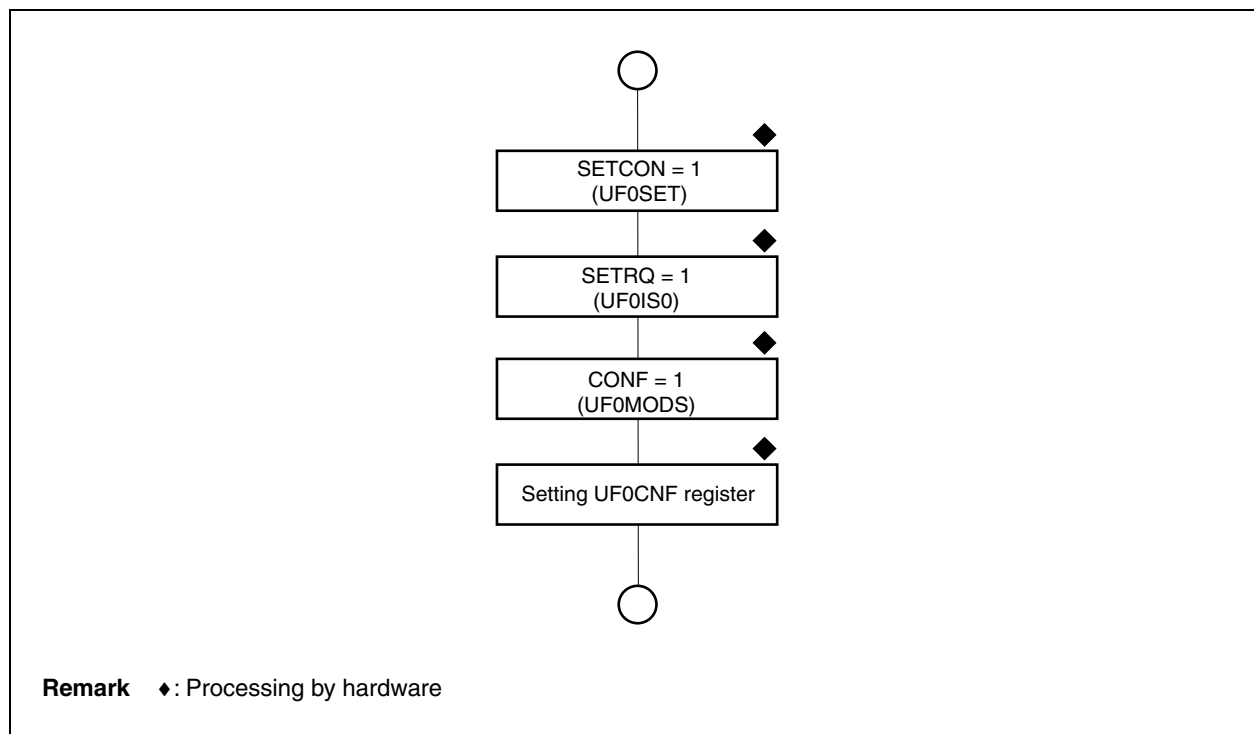 SETCON = 1
(UF0SET)
SETRQ = 1
(UF0IS0)
CONF = 1
(UF0MODS)
Setting UF0CNF register
Remark ♦: Processing by hardware